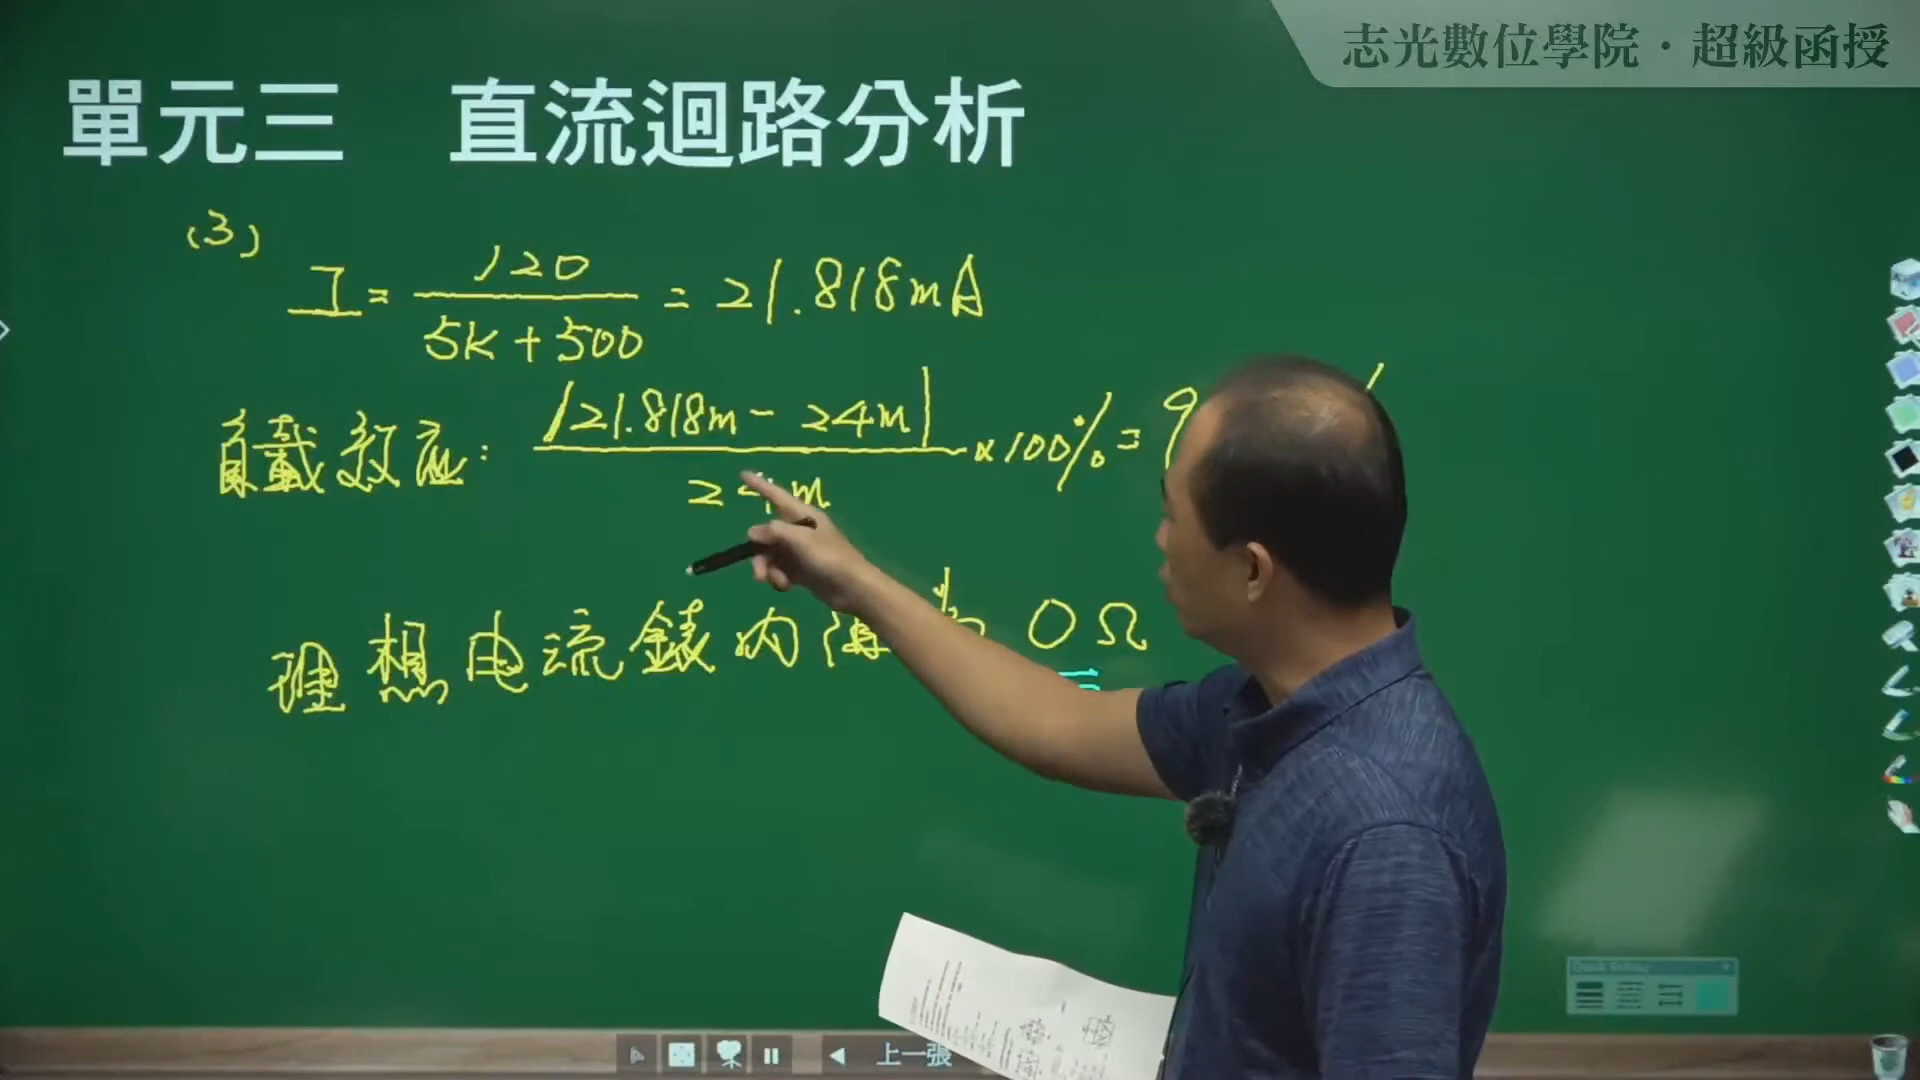 志光數位學院·超級函授
單元三 直流迴路分析
(3)
I = 120 / 5K + 500 = 21.818mA
負載效应: |21.818m - 24m| / 24m × 100% = 9
理想电流錶内 0Ω
上一張